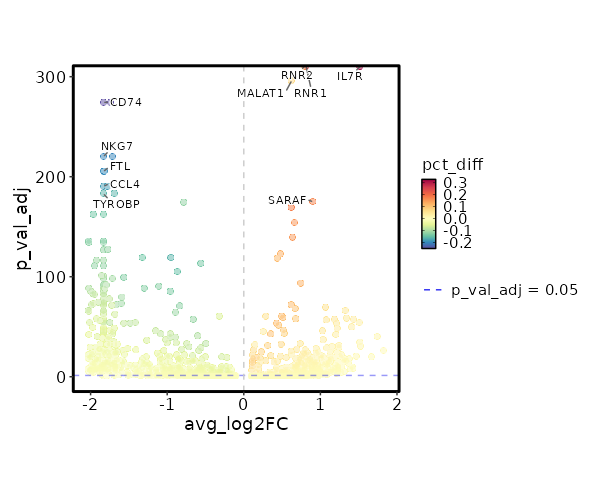 300
200
100
0
p_val_adj
-2
-1
0
1
2
avg_log2FC
RNR2
IL7R
MALAT1
RNR1
CD74
NKG7
FTL
CCL4
TYROBP
SARAF
pct_diff
0.3
0.2
0.1
0.0
-0.1
-0.2
p_val_adj = 0.05